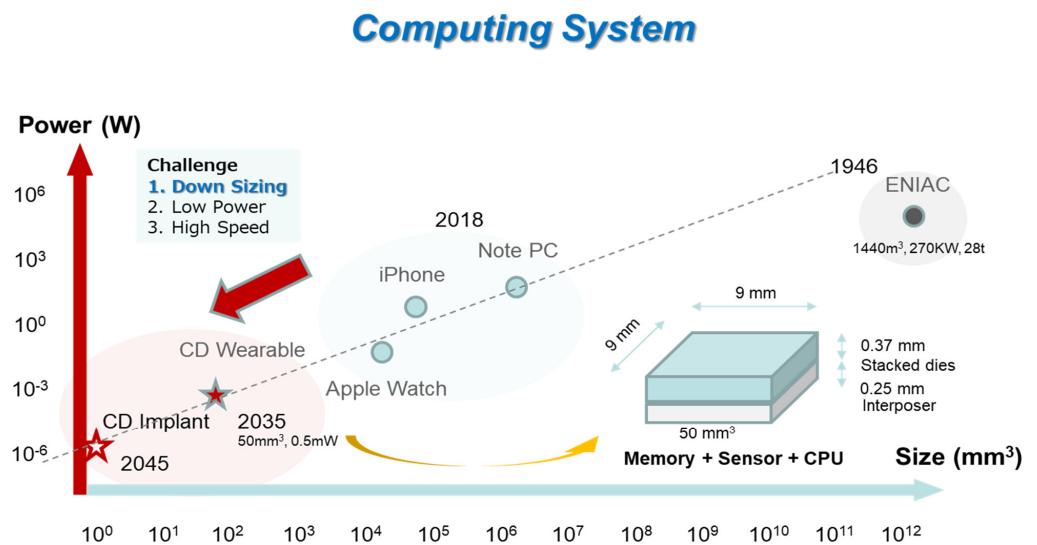 Computing System
Power (W)
Challenge
1. Down Sizing
2. Low Power
3. High Speed
10⁶
10³
10⁰
10⁻³
10⁻⁶
1946
ENIAC
1440m³, 270KW, 28t
2018
Note PC
iPhone
Apple Watch
CD Wearable
2035
50mm³, 0.5mW
CD Implant
2045
9 mm
9 mm
0.37 mm
Stacked dies
0.25 mm
Interposer
50 mm³
Memory + Sensor + CPU
Size (mm³)
10⁰ 10¹ 10² 10³ 10⁴ 10⁵ 10⁶ 10⁷ 10⁸ 10⁹ 10¹⁰ 10¹¹ 10¹²